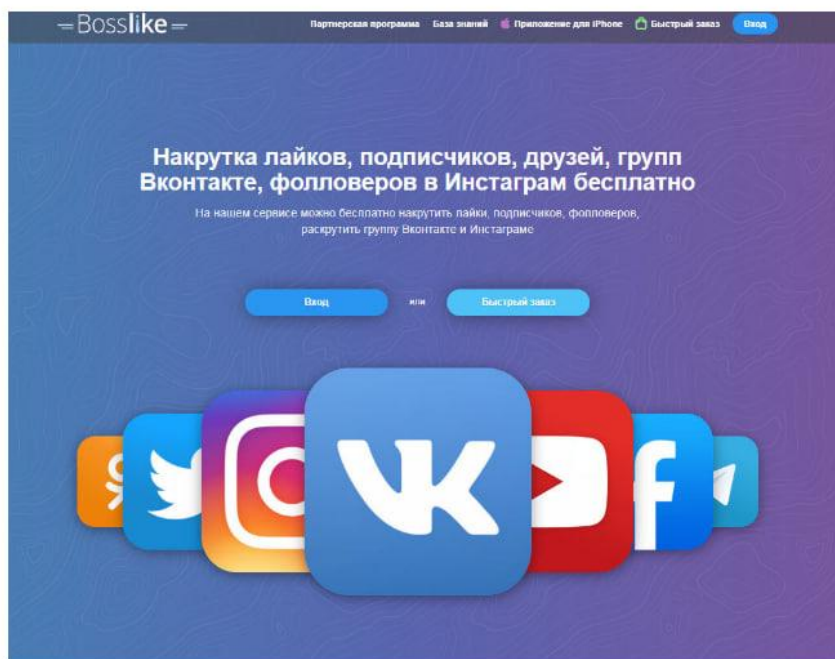 Bosslike
Партнерская программа База знаний Приложение для iPhone Быстрый заказ Вход
Накрутка лайков, подписчиков, друзей, групп
Вконтакте, фолловеров в Инстаграм бесплатно
На нашем сервисе можно бесплатно накрутить лайки, подписчиков, фолловеров,
раскрутить группу Вконтакте и Инстаграме
Вход или Быстрый заказ